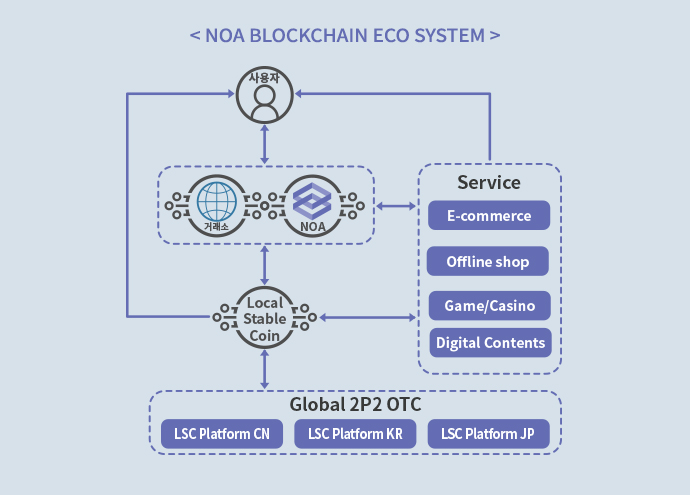 < NOA BLOCKCHAIN ECO SYSTEM >
사용자
거래소
NOA
Service
E-commerce
Offline shop
Game/Casino
Digital Contents
Local
Stable
Coin
Global 2P2 OTC
LSC Platform CN
LSC Platform KR
LSC Platform JP